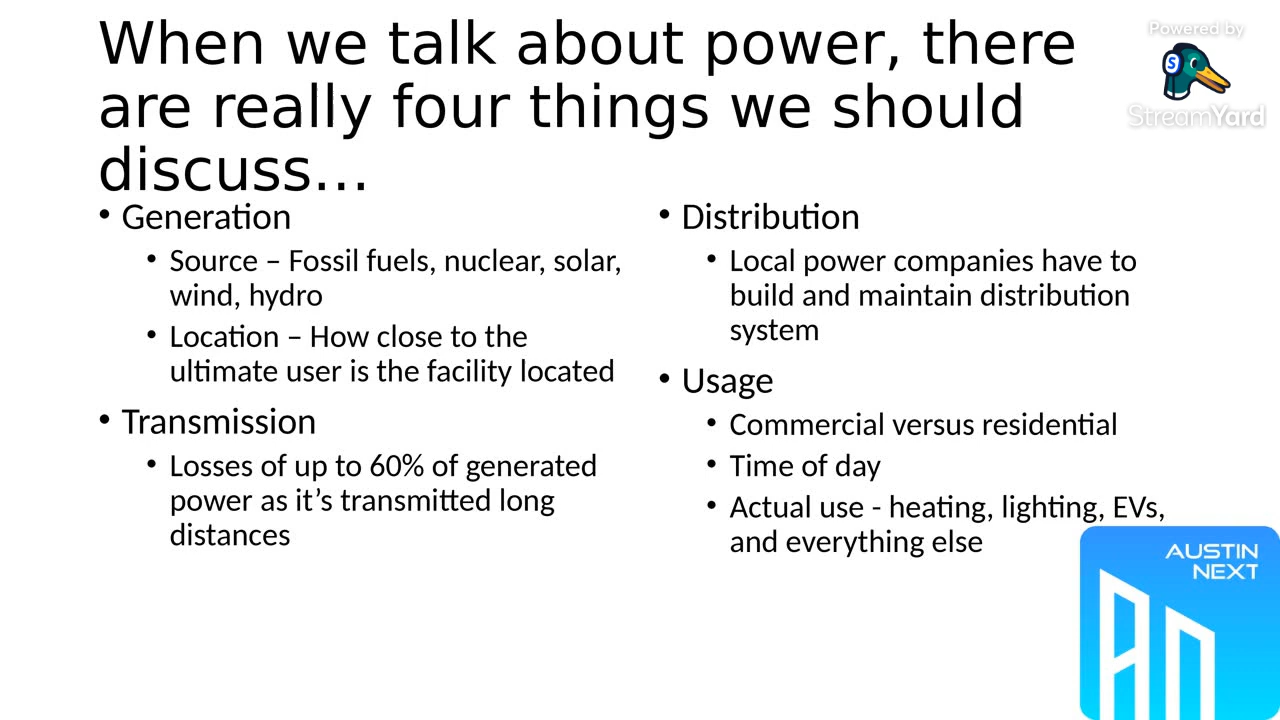 When we talk about power, there
are really four things we should
discuss…
• Generation
• Source – Fossil fuels, nuclear, solar,
wind, hydro
• Location – How close to the
ultimate user is the facility located
• Transmission
• Losses of up to 60% of generated
power as it’s transmitted long
distances
• Distribution
• Local power companies have to
build and maintain distribution
system
• Usage
• Commercial versus residential
• Time of day
• Actual use - heating, lighting, EVs,
and everything else
Powered by
S
StreamYard
AUSTIN
NEXT